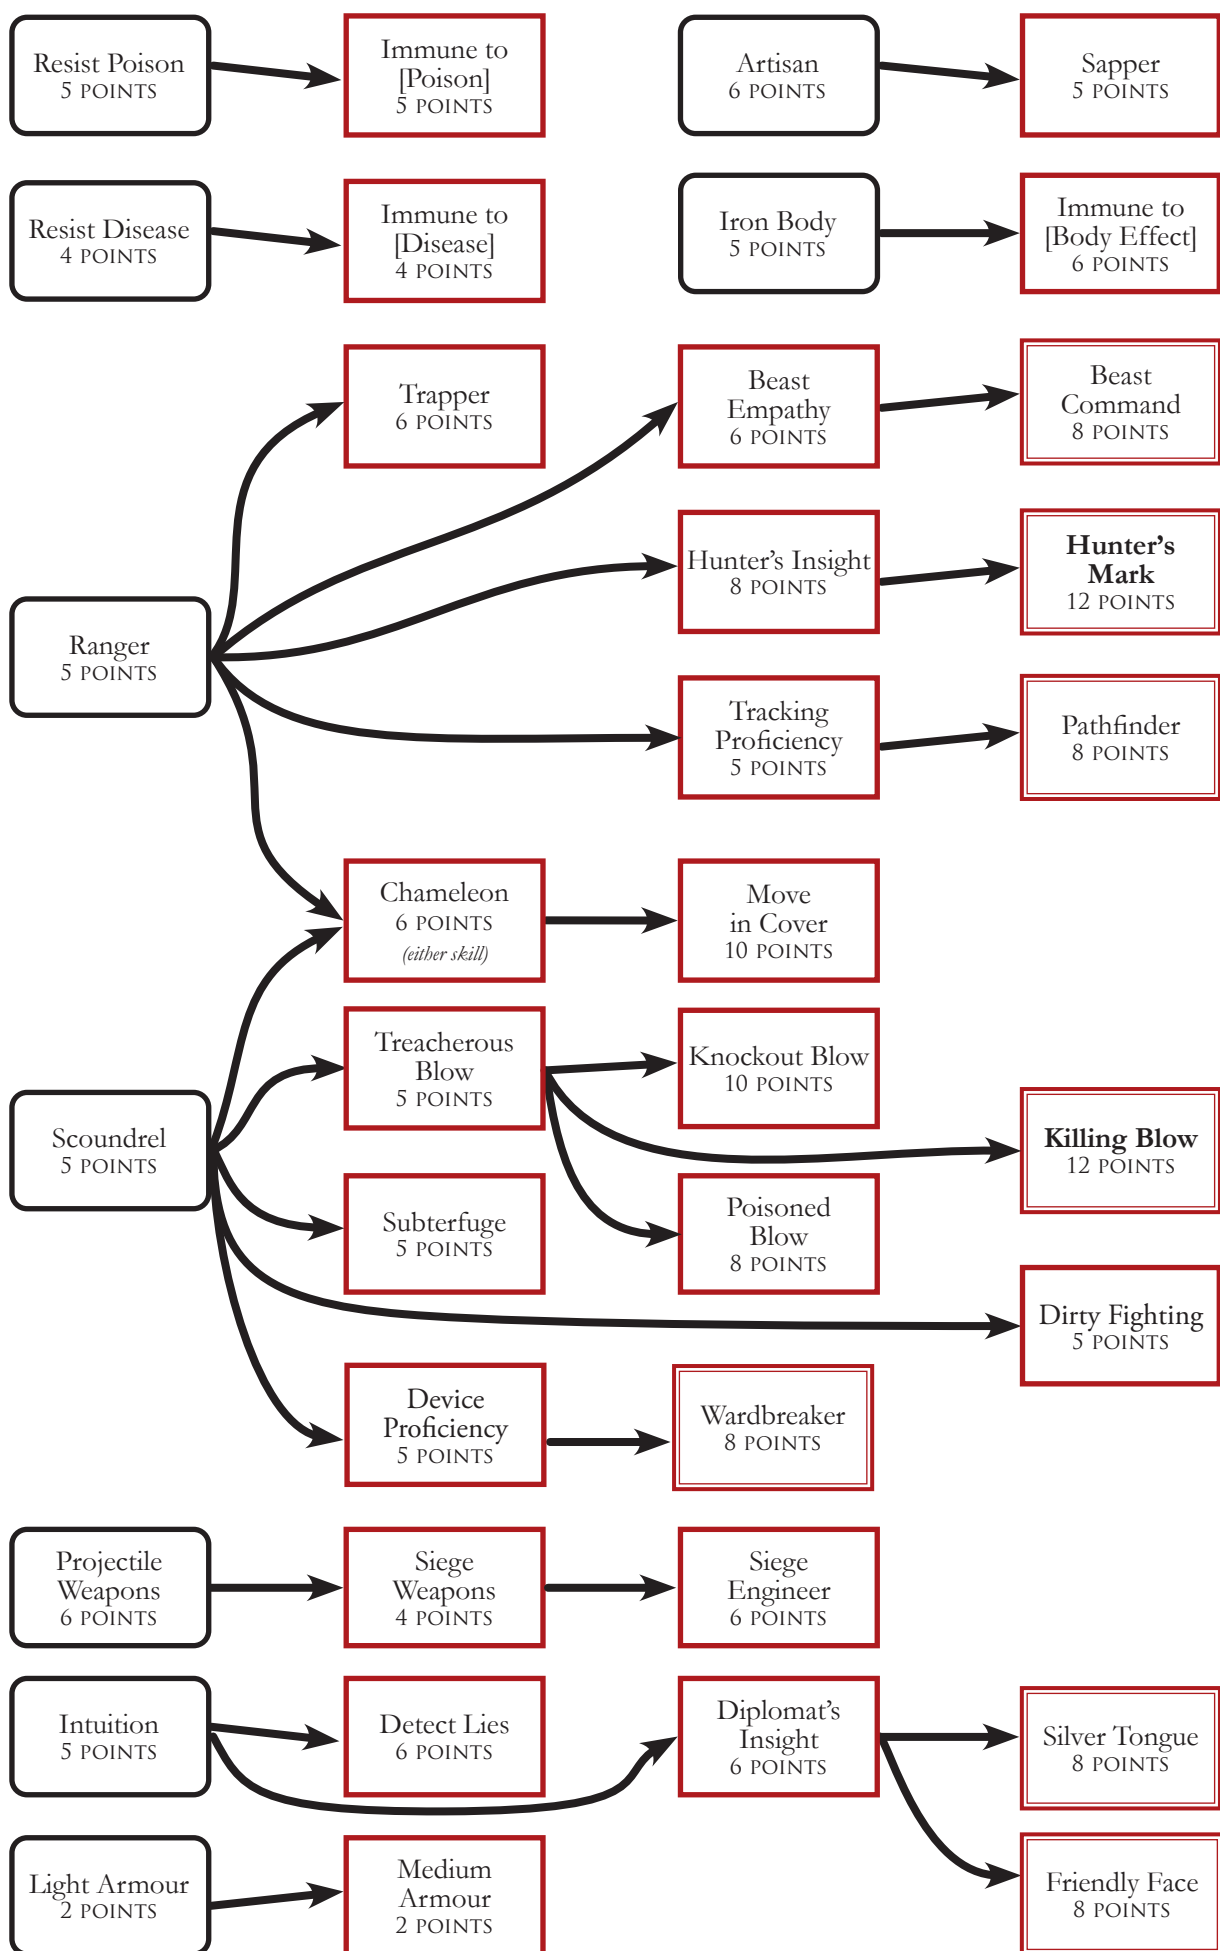 Resist Poison
5 POINTS
Immune to
[Poison]
5 POINTS
Artisan
6 POINTS
Sapper
5 POINTS
Resist Disease
4 POINTS
Immune to
[Disease]
4 POINTS
Iron Body
5 POINTS
Immune to
[Body Effect]
6 POINTS
Trapper
6 POINTS
Beast
Empathy
6 POINTS
Beast
Command
8 POINTS
Hunter's Insight
8 POINTS
Hunter's
Mark
12 POINTS
Ranger
5 POINTS
Tracking
Proficiency
5 POINTS
Pathfinder
8 POINTS
Chameleon
6 POINTS
(either skill)
Move
in Cover
10 POINTS
Treacherous
Blow
5 POINTS
Knockout Blow
10 POINTS
Scoundrel
5 POINTS
Killing Blow
12 POINTS
Subterfuge
5 POINTS
Poisoned
Blow
8 POINTS
Dirty Fighting
5 POINTS
Device
Proficiency
5 POINTS
Wardbreaker
8 POINTS
Projectile
Weapons
6 POINTS
Siege
Weapons
4 POINTS
Siege
Engineer
6 POINTS
Intuition
5 POINTS
Detect Lies
6 POINTS
Diplomat's
Insight
6 POINTS
Silver Tongue
8 POINTS
Light Armour
2 POINTS
Medium
Armour
2 POINTS
Friendly Face
8 POINTS